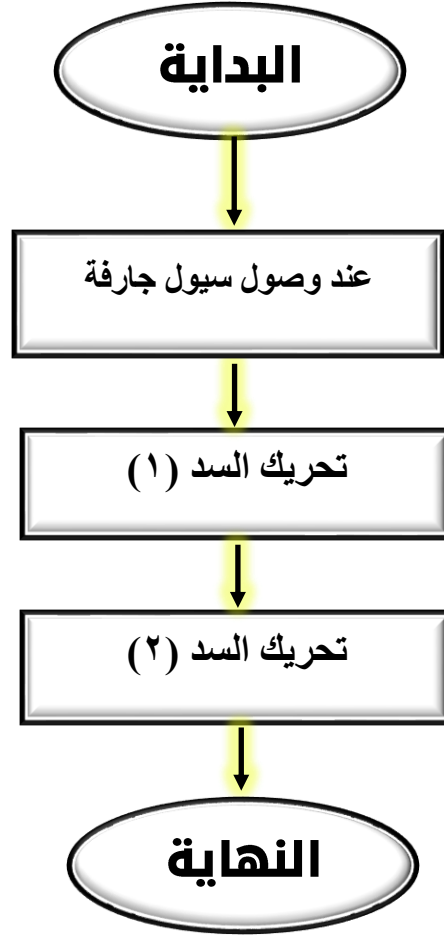 البداية
عند وصول سيول جارفة
تحريك السد (١)
تحريك السد (٢)
النهاية